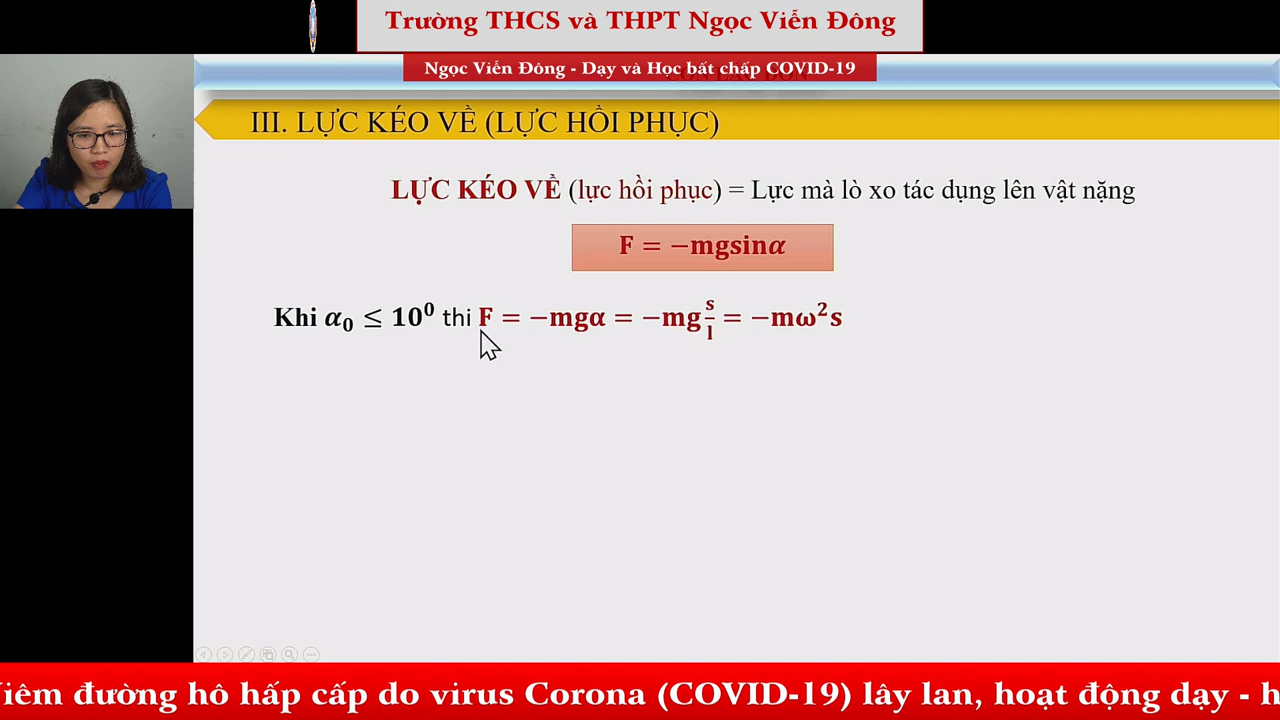 Trường THCS và THPT Ngọc Viễn Đông
Ngọc Viễn Đông - Dạy và Học bất chấp COVID-19
III. LỰC KÉO VỀ (LỰC HỒI PHỤC)
LỰC KÉO VỀ (lực hồi phục) = Lực mà lò xo tác dụng lên vật nặng
F = −mgsinα
Khi α₀ ≤ 10⁰ thi F = −mgα = −mg s/l = −mω²s
đường hô hấp cấp do virus Corona (COVID-19) lây lan, hoạt động dạy -